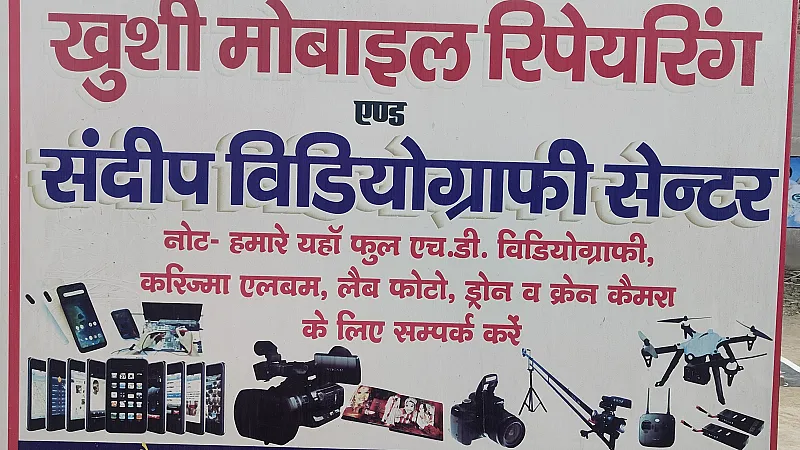 खुशी मोबाइल रिपेयरिंग
एण्ड
संदीप विडियोग्राफी सेन्टर
नोट- हमारे यहॉ फुल एच.डी. विडियोग्राफी,
करिज्मा एलबम, लैब फोटो, ड्रोन व क्रेन कैमरा
के लिए सम्पर्क करें